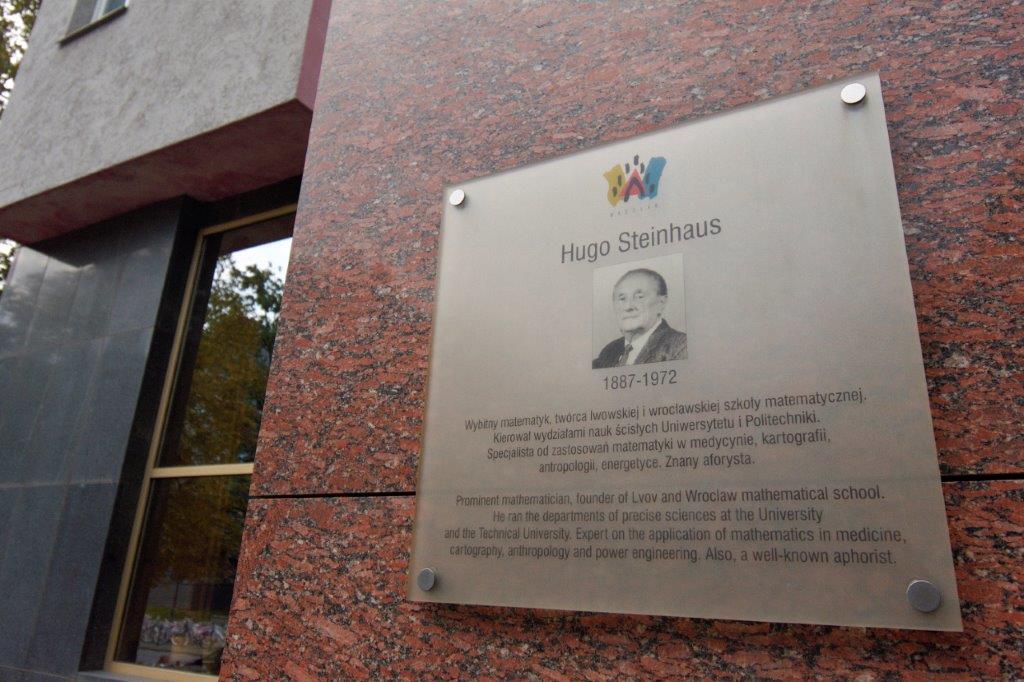 WROCŁAW
Hugo Steinhaus
1887-1972
Wybitny matematyk, twórca lwowskiej i wrocławskiej szkoły matematycznej.
Kierował wydziałami nauk ścisłych Uniwersytetu i Politechniki.
Specjalista od zastosowań matematyki w medycynie, kartografii,
antropologii, energetyce. Znany aforysta.
Prominent mathematician, founder of Lvov and Wroclaw mathematical school.
He ran the departments of precise sciences at the University
and the Technical University. Expert on the application of mathematics in medicine,
cartography, anthropology and power engineering. Also, a well-known aphorist.